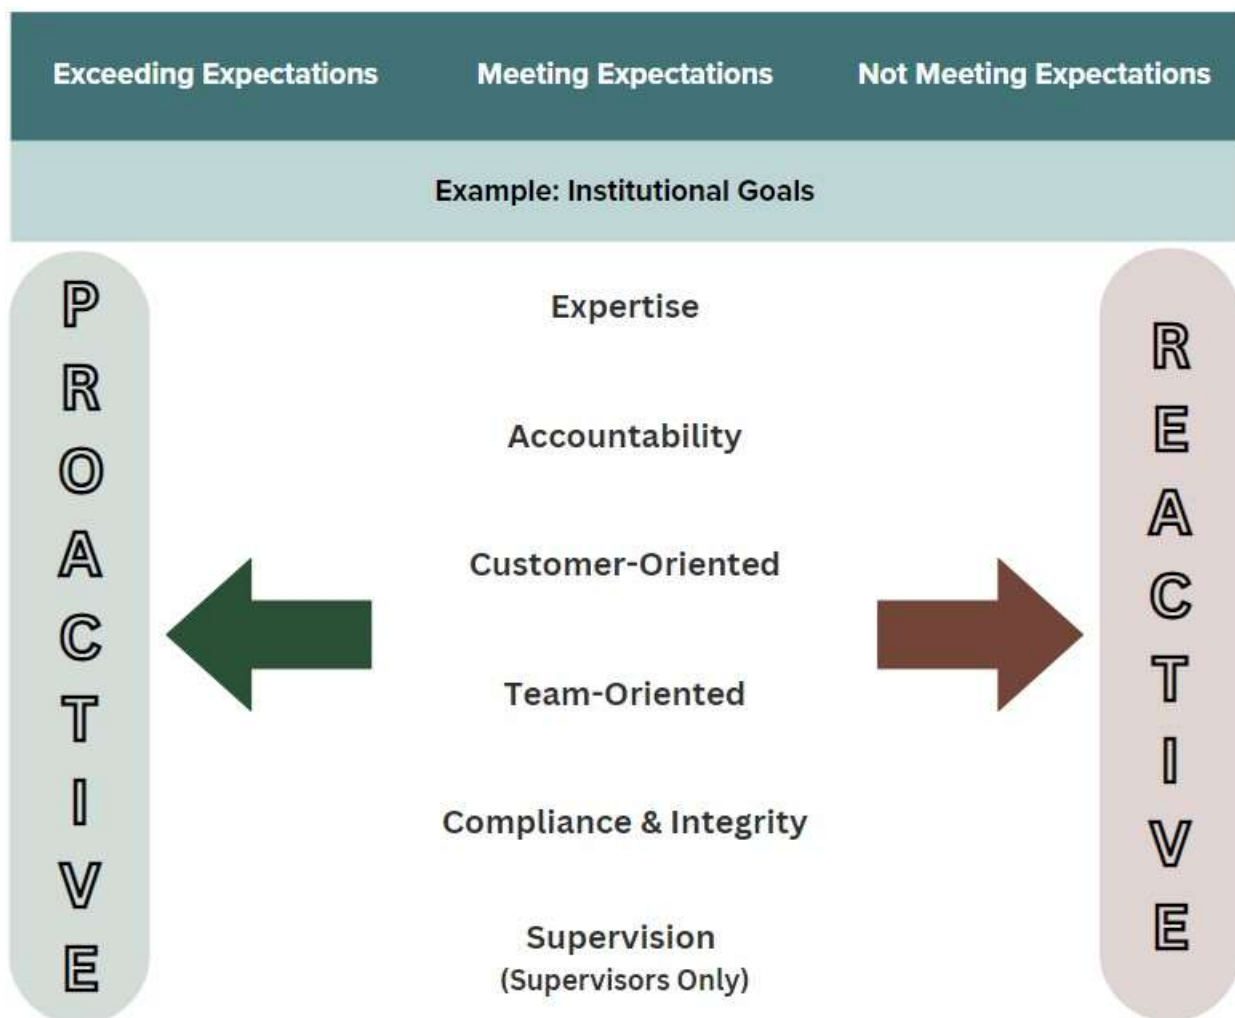 Exceeding Expectations Meeting Expectations Not Meeting Expectations
Example: Institutional Goals
PROACTIVE
Expertise
Accountability
Customer-Oriented
Team-Oriented
Compliance & Integrity
Supervision
(Supervisors Only)
REACTIVE